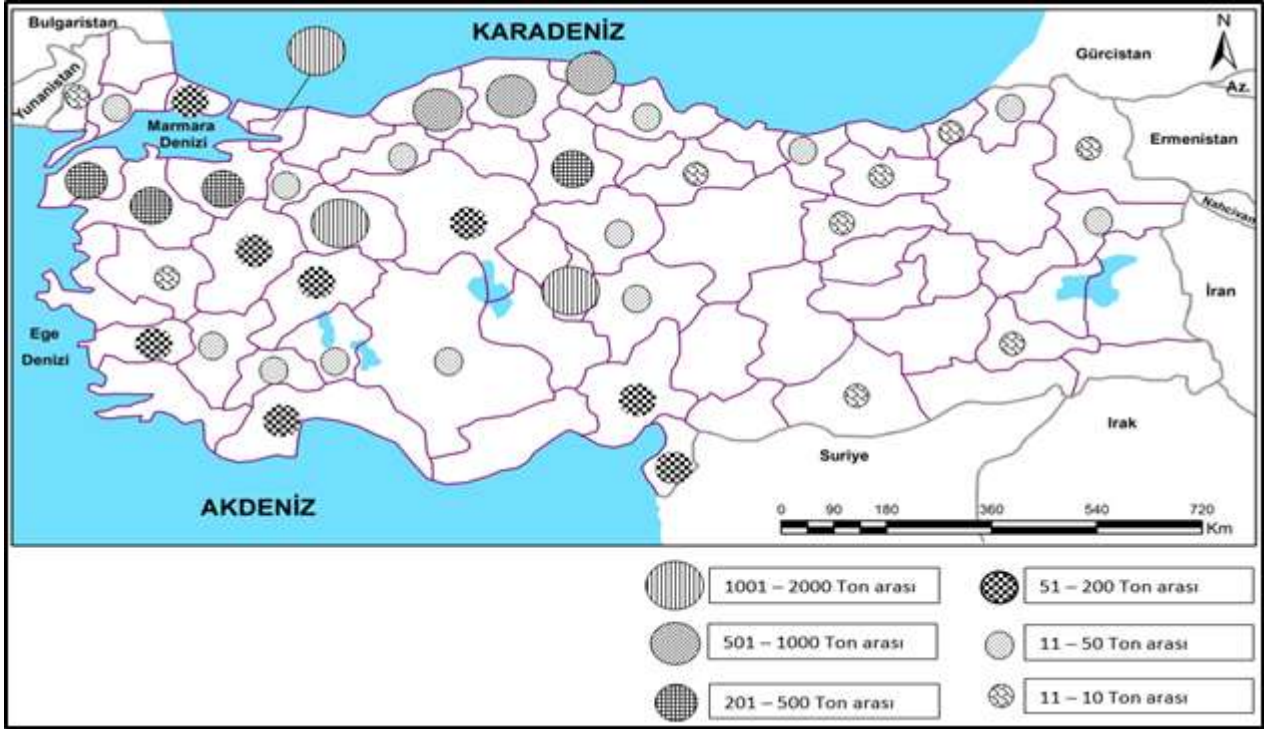 Bulgaristan
KARADENİZ
N
Gürcistan
Yunanistan
Az.
Marmara
Denizi
Ermenistan
Nahcivan
İran
Ege
Denizi
Irak
Suriye
AKDENİZ
0 90 180 360 540 720
Km
1001 – 2000 Ton arası
51 – 200 Ton arası
501 – 1000 Ton arası
11 – 50 Ton arası
201 – 500 Ton arası
11 – 10 Ton arası